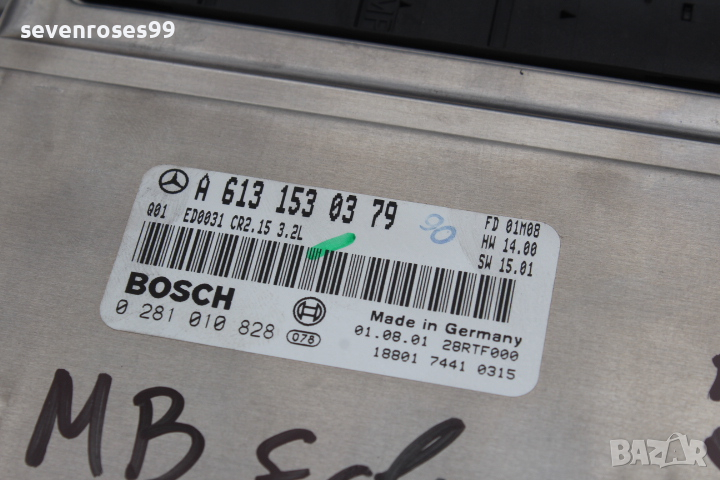 sevenroses99
A 613 153 03 79
90
FD 01M08
Q01 ED0031 CR2.15 3.2L
HW 14.00
SW 15.01
BOSCH
Made in Germany
0 281 010 828
076
01.08.01 28RTF000
18801 7441 0315
MB
BAZAR